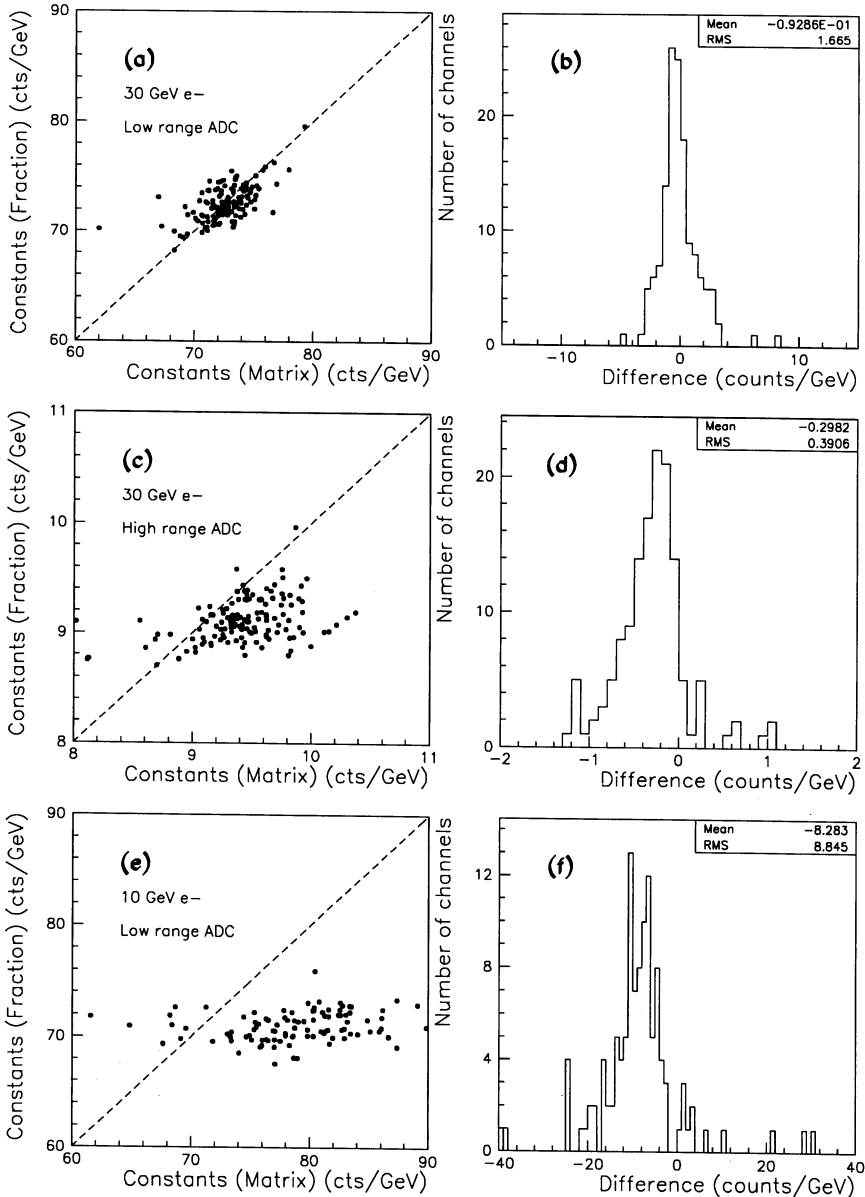 90
80
70
60
Constants (Fraction) (cts/GeV)
(a)
30 GeV e−
Low range ADC
60 70 80 90
Constants (Matrix) (cts/GeV)
Number of channels
20
10
0
(b)
Mean −0.9286E−01
RMS 1.665
−10 0 10
Difference (counts/GeV)
11
10
9
8
Constants (Fraction) (cts/GeV)
(c)
30 GeV e−
High range ADC
8 9 10 11
Constants (Matrix) (cts/GeV)
Number of channels
20
10
0
(d)
Mean −0.2982
RMS 0.3906
−2 −1 0 1 2
Difference (counts/GeV)
90
80
70
60
Constants (Fraction) (cts/GeV)
(e)
10 GeV e−
Low range ADC
60 70 80 90
Constants (Matrix) (cts/GeV)
Number of channels
12
8
4
0
(f)
Mean −8.283
RMS 8.845
−40 −20 0 20 40
Difference (counts/GeV)